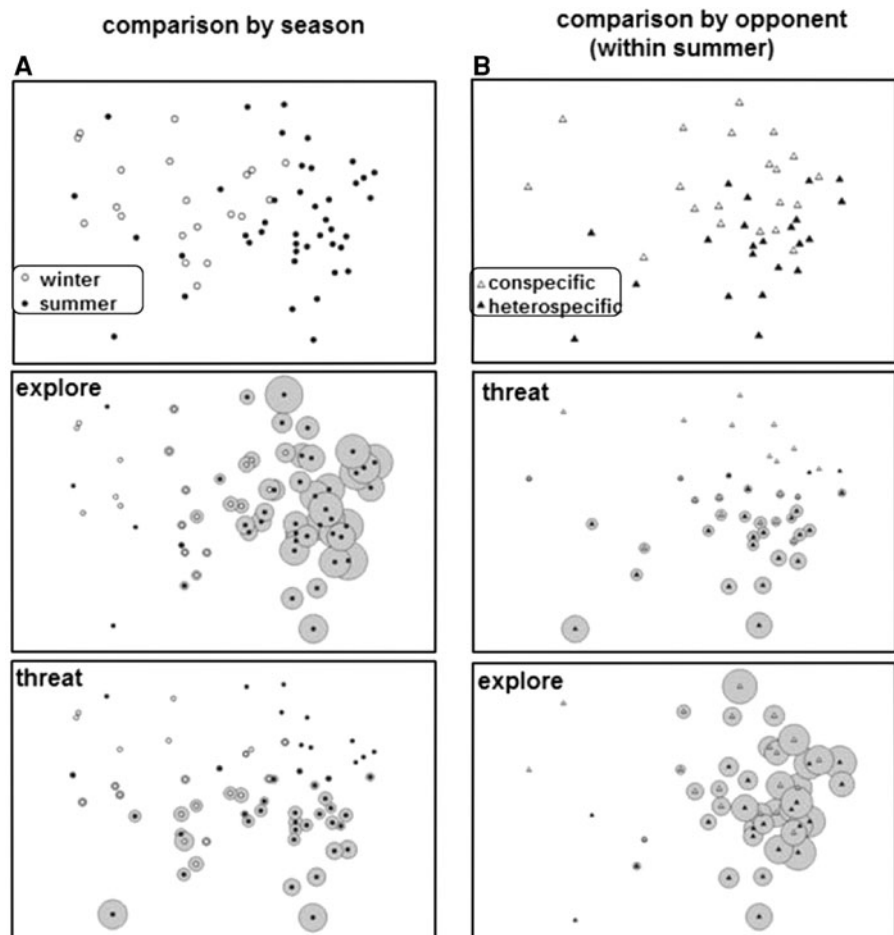 comparison by season
A
winter
summer
explore
threat
comparison by opponent
(within summer)
B
conspecific
heterospecific
threat
explore